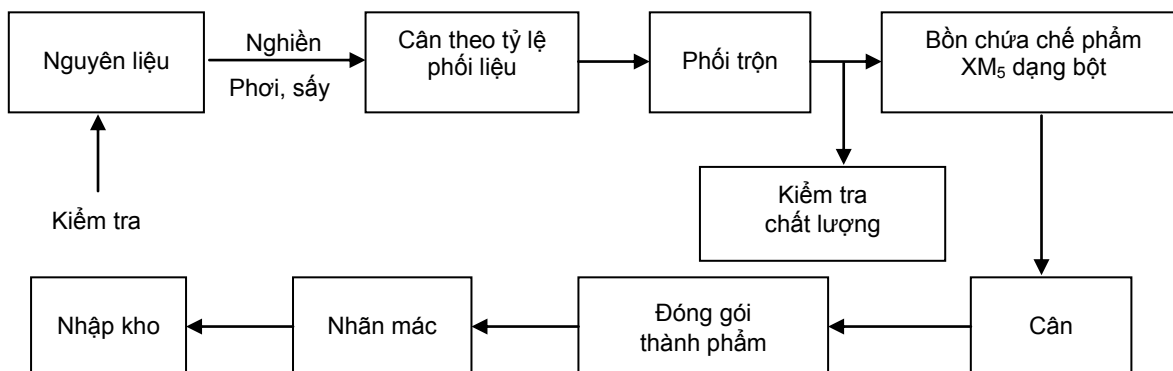 Nguyên liệu
Nghiền
Phơi, sấy
Cân theo tỷ lệ
phối liệu
Phối trộn
Bồn chứa chế phẩm
XM₅ dạng bột
Kiểm tra
Kiểm tra
chất lượng
Nhập kho
Nhãn mác
Đóng gói
thành phẩm
Cân